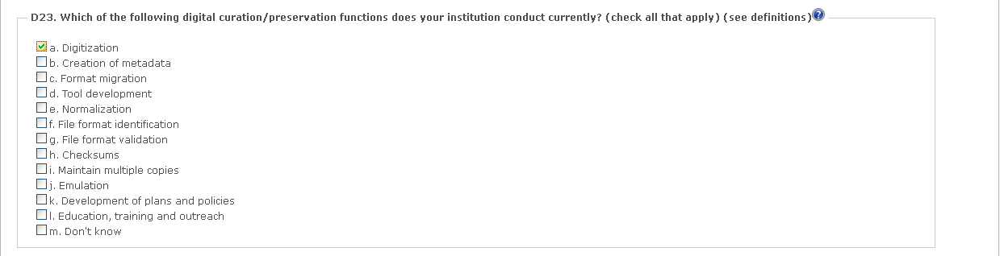 D23. Which of the following digital curation/preservation functions does your institution conduct currently? (check all that apply) (see definitions)?
a. Digitization
b. Creation of metadata
c. Format migration
d. Tool development
e. Normalization
f. File format identification
g. File format validation
h. Checksums
i. Maintain multiple copies
j. Emulation
k. Development of plans and policies
l. Education, training and outreach
m. Don't know